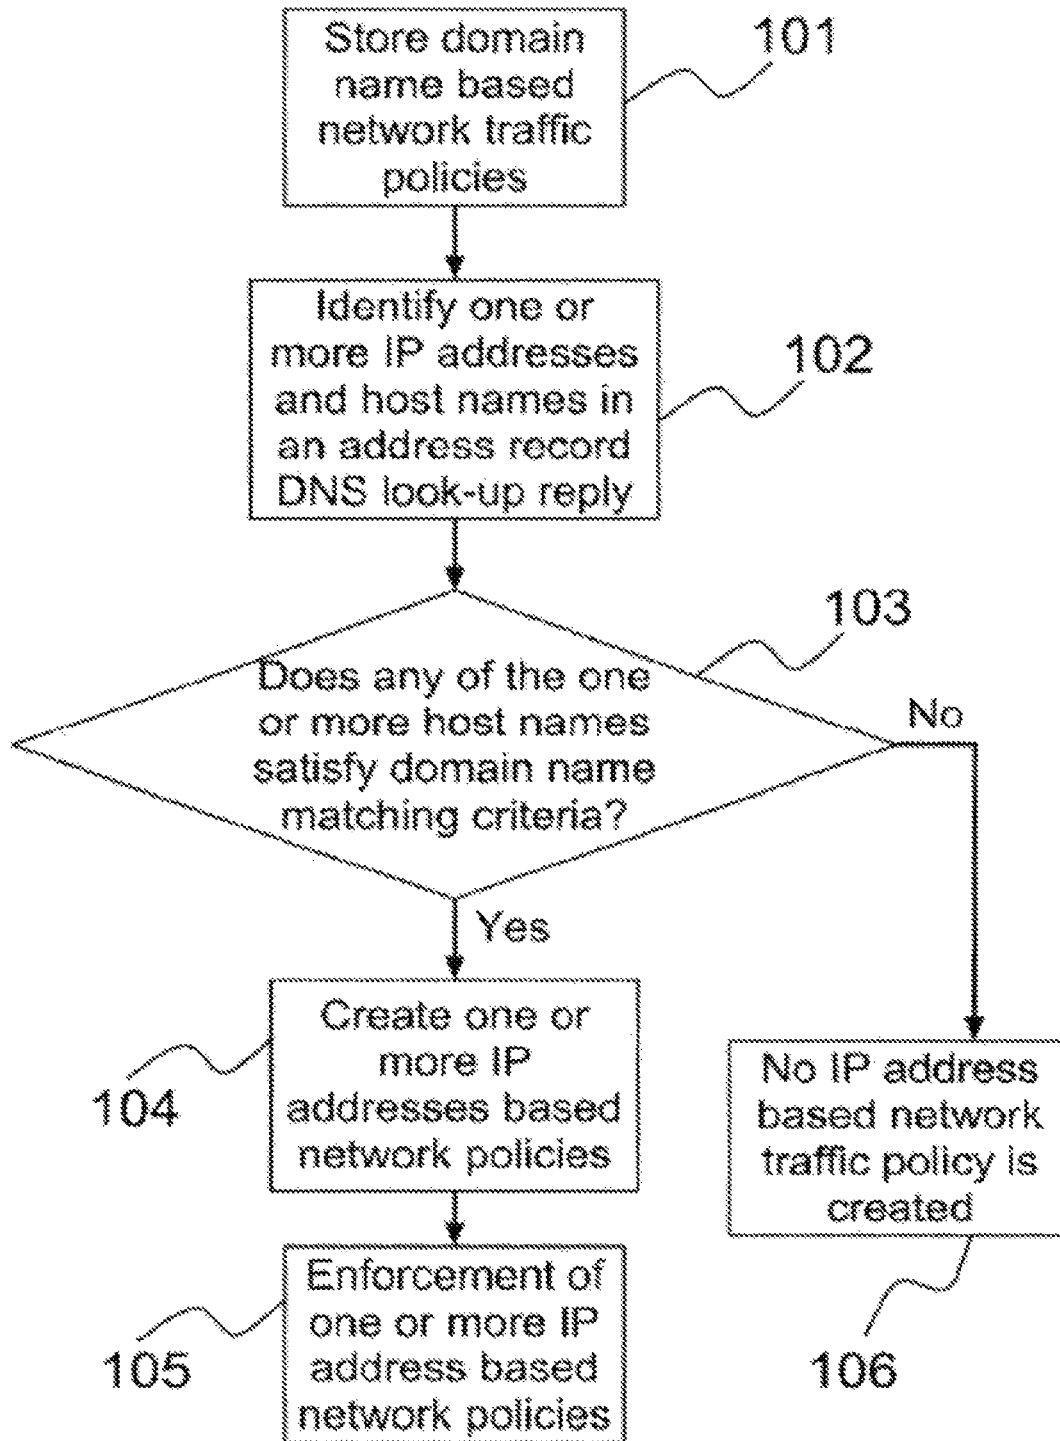 Store domain
name based
network traffic
policies
101
Identify one or
more IP addresses
and host names in
an address record
DNS look-up reply
102
103
Does any of the one
or more host names
satisfy domain name
matching criteria?
No
Yes
Create one or
more IP
addresses based
network policies
104
No IP address
based network
traffic policy is
created
106
Enforcement of
one or more IP
address based
network policies
105